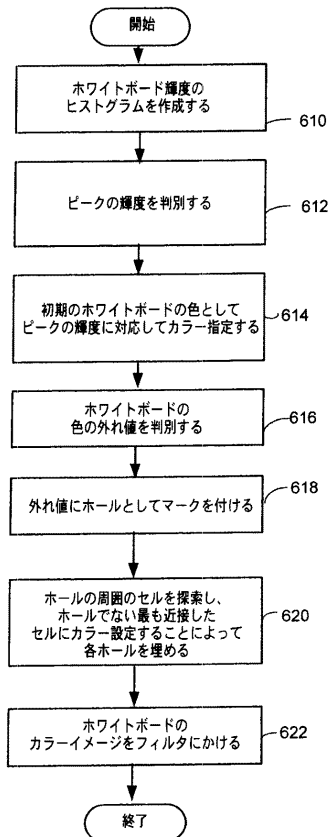 開始
ホワイトボード輝度の
ヒストグラムを作成する
610
ピークの輝度を判別する
612
初期のホワイトボードの色として
ピークの輝度に対応してカラー指定する
614
ホワイトボードの
色の外れ値を判別する
616
外れ値にホールとしてマークを付ける
618
ホールの周囲のセルを探索し、
ホールでない最も近接した
セルにカラー設定することによって
各ホールを埋める
620
ホワイトボードの
カラーイメージをフィルタにかける
622
終了